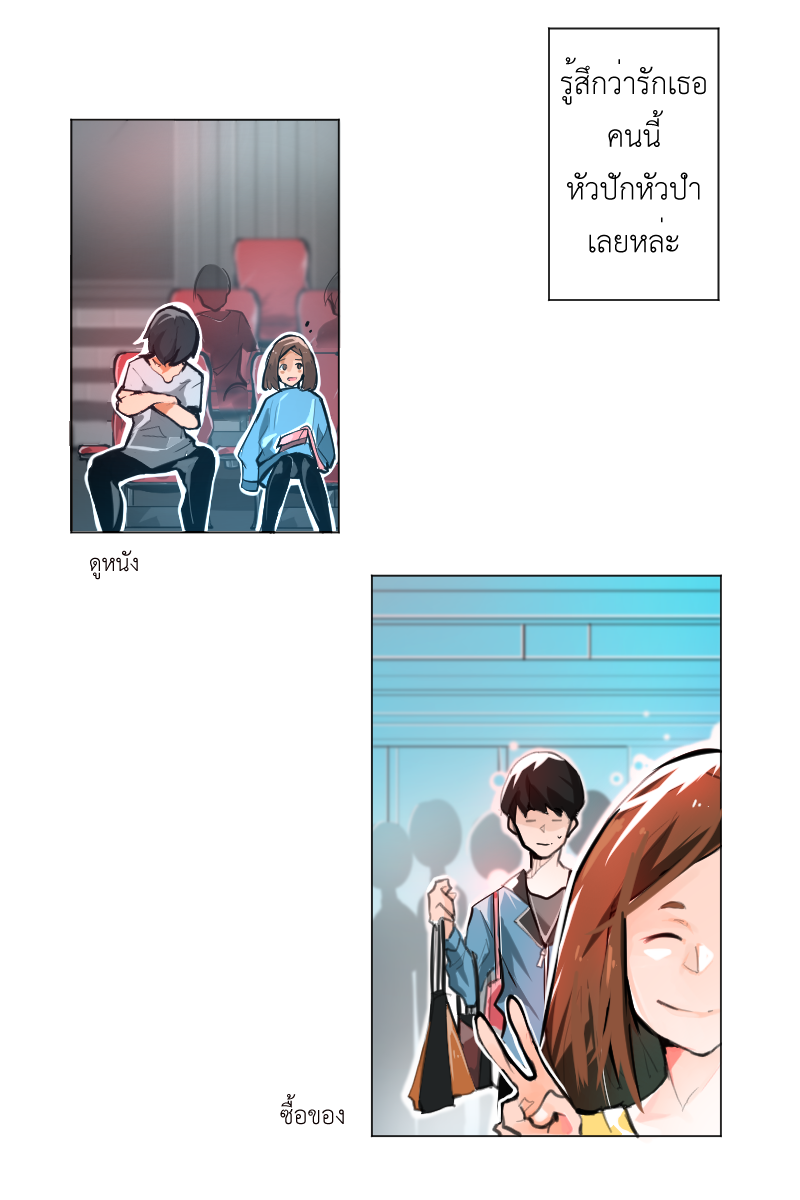 รู้สึกว่ารักเธอ
คนนี้
หัวปักหัวปำ
เลยหล่ะ
ดูหนัง
ซื้อของ